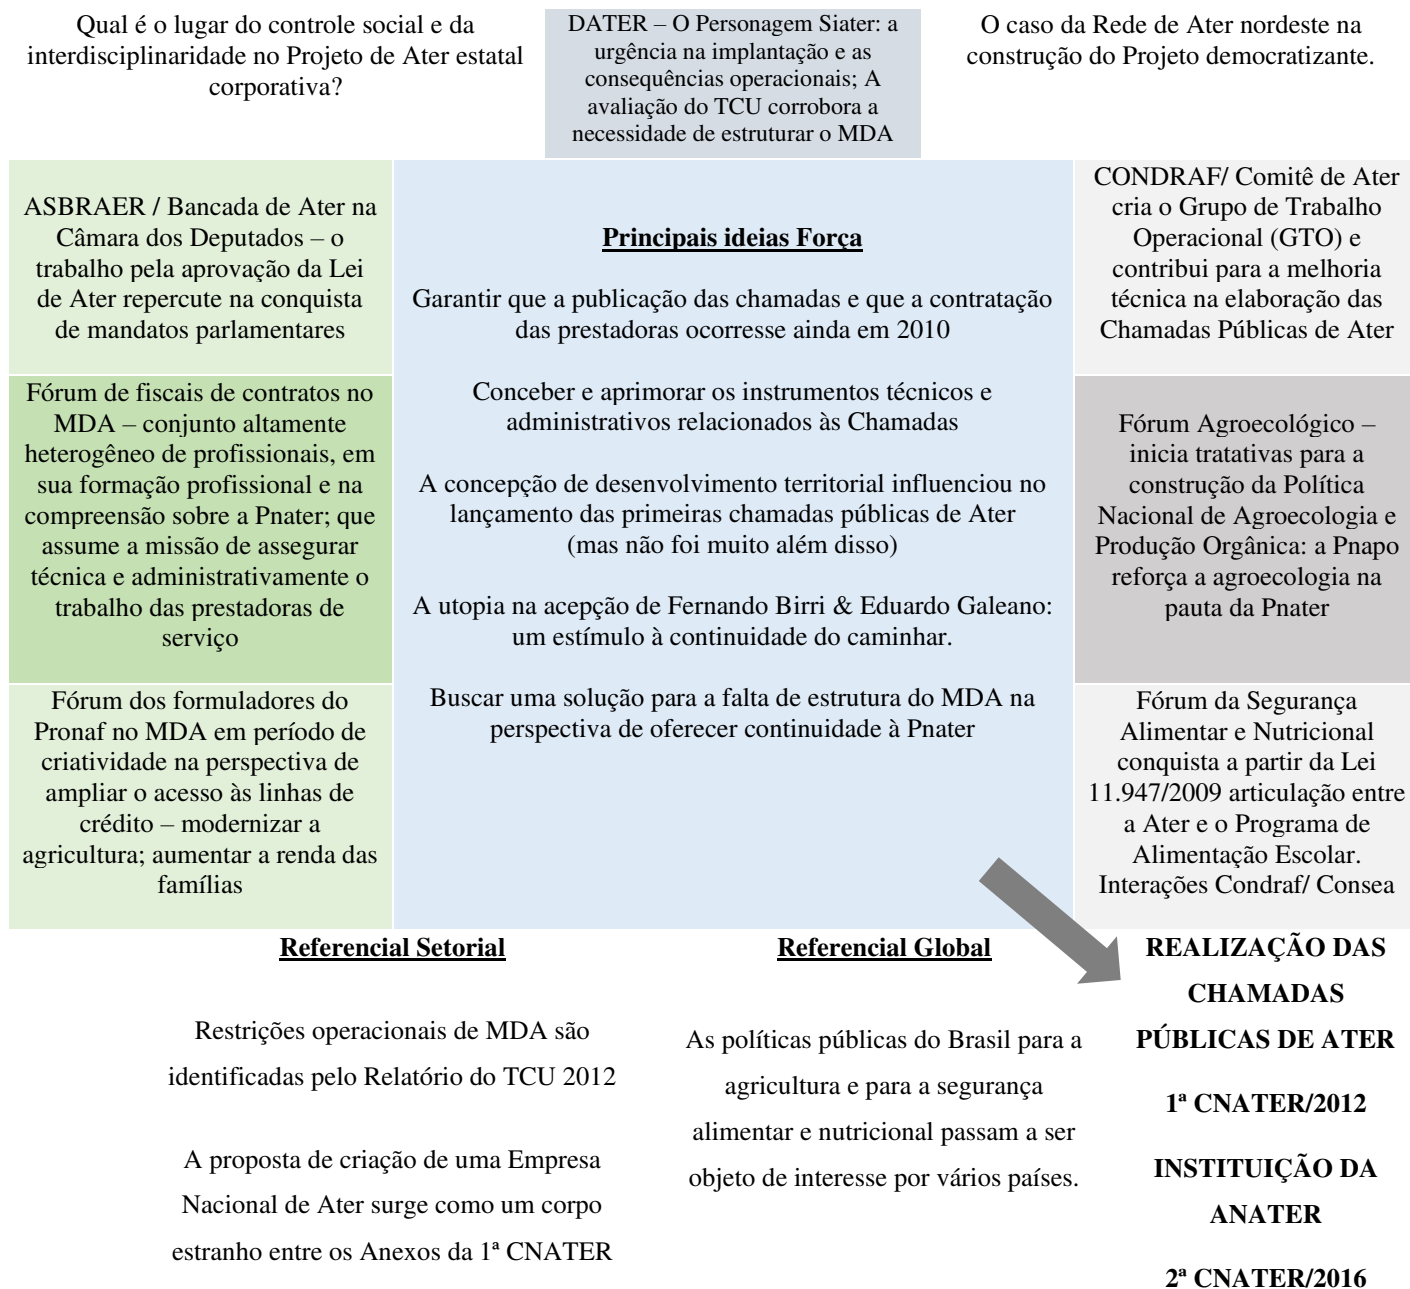 Qual é o lugar do controle social e da
interdisciplinaridade no Projeto de Ater estatal
corporativa?
DATER – O Personagem Siater: a
urgência na implantação e as
consequências operacionais; A
avaliação do TCU corrobora a
necessidade de estruturar o MDA
O caso da Rede de Ater nordeste na
construção do Projeto democratizante.
ASBRAER / Bancada de Ater na
Câmara dos Deputados – o
trabalho pela aprovação da Lei
de Ater repercute na conquista
de mandatos parlamentares
Fórum de fiscais de contratos no
MDA – conjunto altamente
heterogêneo de profissionais, em
sua formação profissional e na
compreensão sobre a Pnater; que
assume a missão de assegurar
técnica e administrativamente o
trabalho das prestadoras de
serviço
Fórum dos formuladores do
Pronaf no MDA em período de
criatividade na perspectiva de
ampliar o acesso às linhas de
crédito – modernizar a
agricultura; aumentar a renda das
famílias
Principais ideias Força
Garantir que a publicação das chamadas e que a contratação
das prestadoras ocorresse ainda em 2010
Conceber e aprimorar os instrumentos técnicos e
administrativos relacionados às Chamadas
A concepção de desenvolvimento territorial influenciou no
lançamento das primeiras chamadas públicas de Ater
(mas não foi muito além disso)
A utopia na acepção de Fernando Birri & Eduardo Galeano:
um estímulo à continuidade do caminhar.
Buscar uma solução para a falta de estrutura do MDA na
perspectiva de oferecer continuidade à Pnater
CONDRAF/ Comitê de Ater
cria o Grupo de Trabalho
Operacional (GTO) e
contribui para a melhoria
técnica na elaboração das
Chamadas Públicas de Ater
Fórum Agroecológico –
inicia tratativas para a
construção da Política
Nacional de Agroecologia e
Produção Orgânica: a Pnapo
reforça a agroecologia na
pauta da Pnater
Fórum da Segurança
Alimentar e Nutricional
conquista a partir da Lei
11.947/2009 articulação entre
a Ater e o Programa de
Alimentação Escolar.
Interações Condraf/ Consea
Referencial Setorial
Restrições operacionais de MDA são
identificadas pelo Relatório do TCU 2012
A proposta de criação de uma Empresa
Nacional de Ater surge como um corpo
estranho entre os Anexos da 1ª CNATER
Referencial Global
As políticas públicas do Brasil para a
agricultura e para a segurança
alimentar e nutricional passam a ser
objeto de interesse por vários países.
REALIZAÇÃO DAS
CHAMADAS
PÚBLICAS DE ATER
1ª CNATER/2012
INSTITUIÇÃO DA
ANATER
2ª CNATER/2016